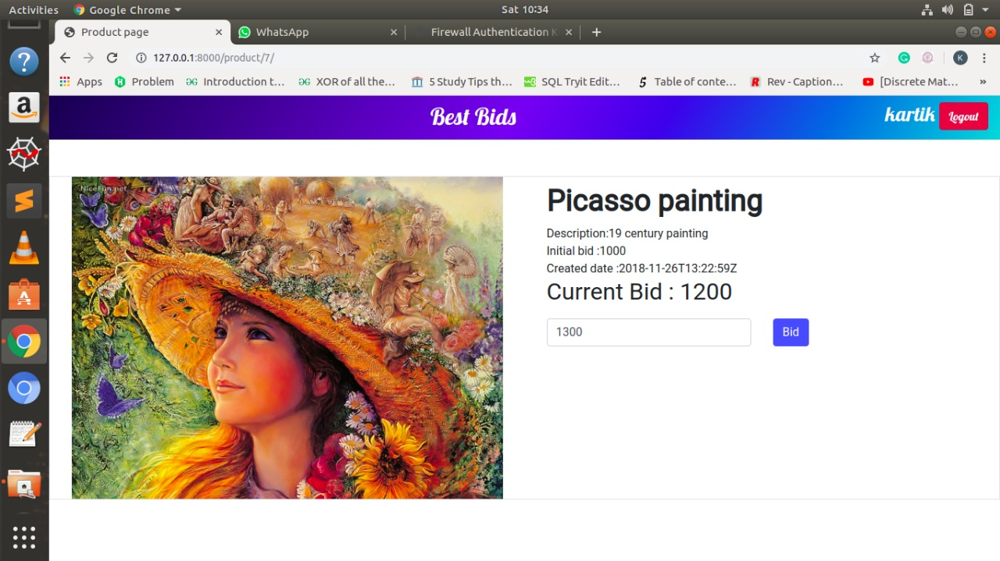 Activities Google Chrome Sat 10:34
Product page WhatsApp Firewall Authentication K
127.0.0.1:8000/product/7/ K
Apps Problem Introduction t... XOR of all the... 5 Study Tips th... SQL Tryit Edit... Table of conte... Rev - Caption... [Discrete Mat... »
Best Bids kartik Logout
NiceFun.net
Picasso painting
Description:19 century painting
Initial bid :1000
Created date :2018-11-26T13:22:59Z
Current Bid : 1200
1300 Bid